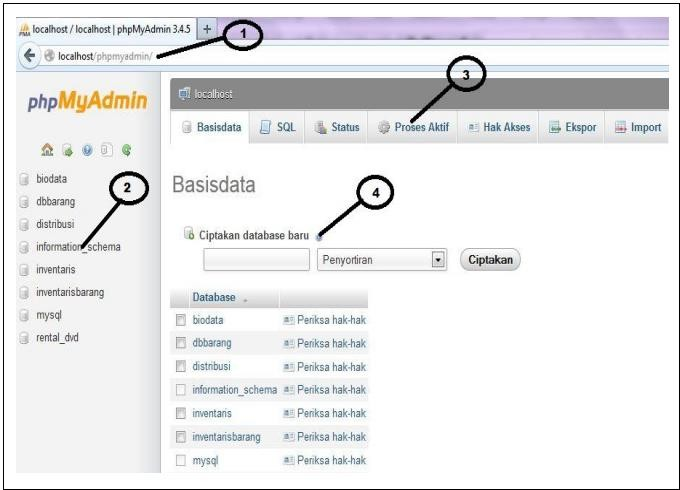 localhost / localhost | phpMyAdmin 3.4.5
1
localhost/phpmyadmin/
3
phpMyAdmin
localhost
Basisdata SQL Status Proses Aktif Hak Akses Ekspor Import
biodata
dbbarang
distribusi
information_schema
inventaris
inventarisbarang
mysql
rental_dvd
2
Basisdata
4
Ciptakan database baru
Penyortiran Ciptakan
Database
biodata Periksa hak-hak
dbbarang Periksa hak-hak
distribusi Periksa hak-hak
information_schema Periksa hak-hak
inventaris Periksa hak-hak
inventarisbarang Periksa hak-hak
mysql Periksa hak-hak